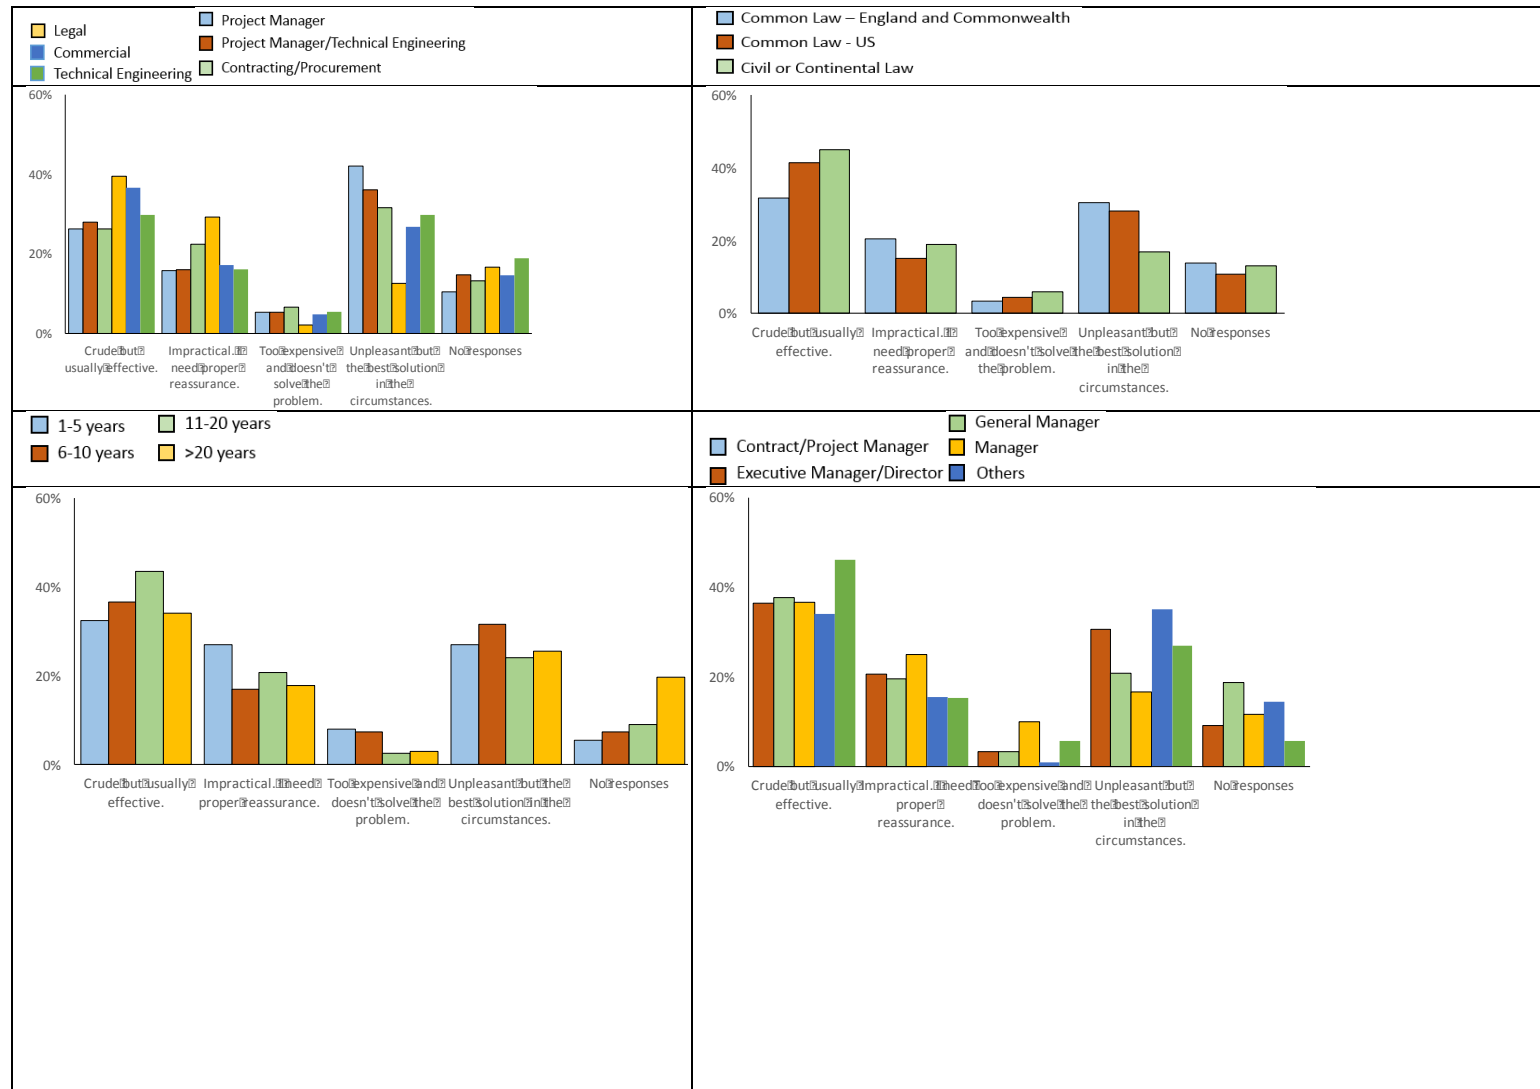 Legal
Commercial
Technical Engineering
Project Manager
Project Manager/Technical Engineering
Contracting/Procurement
Common Law – England and Commonwealth
Common Law - US
Civil or Continental Law
60%
40%
20%
0%
Crude but
usually effective.
Impractical. I
need proper
reassurance.
Too expensive
and doesn't
solve the
problem.
Unpleasant but
the best solution
in the
circumstances.
No responses
60%
40%
20%
0%
Crude but usually
effective.
Impractical. I
need proper
reassurance.
Too expensive
and doesn't solve
the problem.
Unpleasant but
the best solution
in the
circumstances.
No responses
1-5 years
6-10 years
11-20 years
>20 years
Contract/Project Manager
Executive Manager/Director
General Manager
Manager
Others
60%
40%
20%
0%
Crude but usually
effective.
Impractical. I need
proper reassurance.
Too expensive and
doesn't solve the
problem.
Unpleasant but the
best solution in the
circumstances.
No responses
60%
40%
20%
0%
Crude but usually
effective.
Impractical. I need
proper
reassurance.
Too expensive and
doesn't solve the
problem.
Unpleasant but
the best solution
in the
circumstances.
No responses